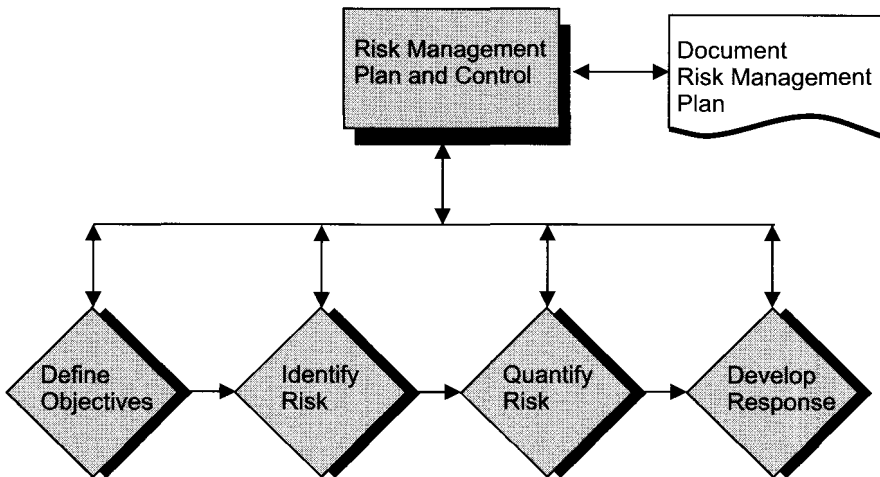 Risk Management
Plan and Control
Document
Risk Management
Plan
Define
Objectives
Identify
Risk
Quantify
Risk
Develop
Response